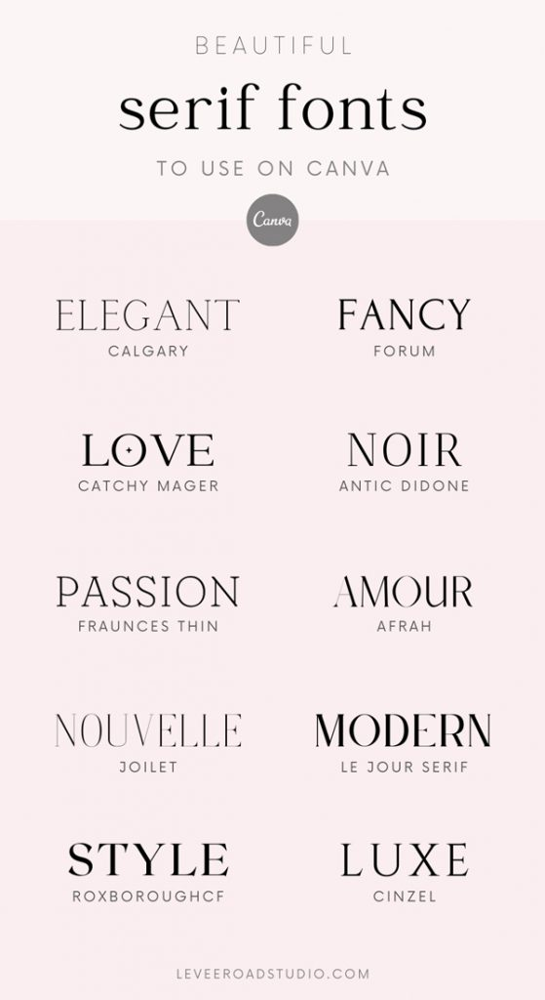 BEAUTIFUL
serif fonts
TO USE ON CANVA
Canva
ELEGANT
CALGARY
FANCY
FORUM
LOVE
CATCHY MAGER
NOIR
ANTIC DIDONE
PASSION
FRAUNCES THIN
AMOUR
AFRAH
NOUVELLE
JOILET
MODERN
LE JOUR SERIF
STYLE
ROXBOROUGHCF
LUXE
CINZEL
LEVEEROADSTUDIO.COM